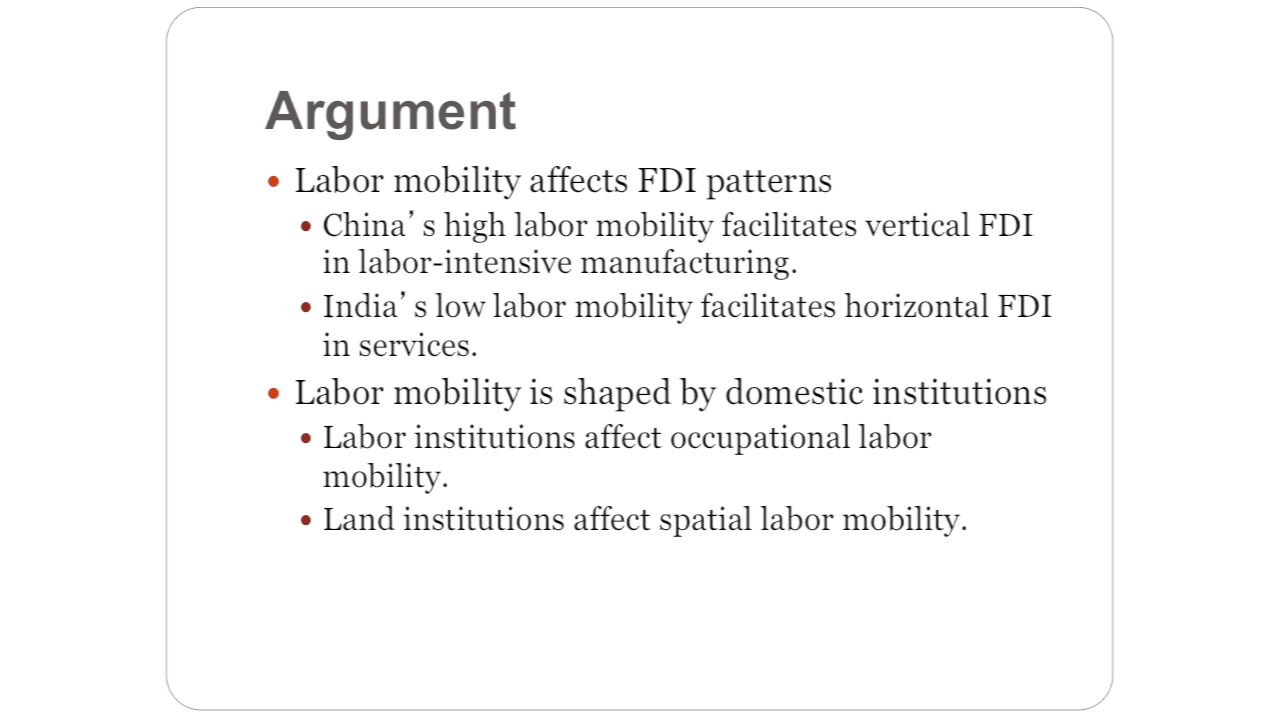 Argument
• Labor mobility affects FDI patterns
• China’s high labor mobility facilitates vertical FDI
in labor-intensive manufacturing.
• India’s low labor mobility facilitates horizontal FDI
in services.
• Labor mobility is shaped by domestic institutions
• Labor institutions affect occupational labor
mobility.
• Land institutions affect spatial labor mobility.